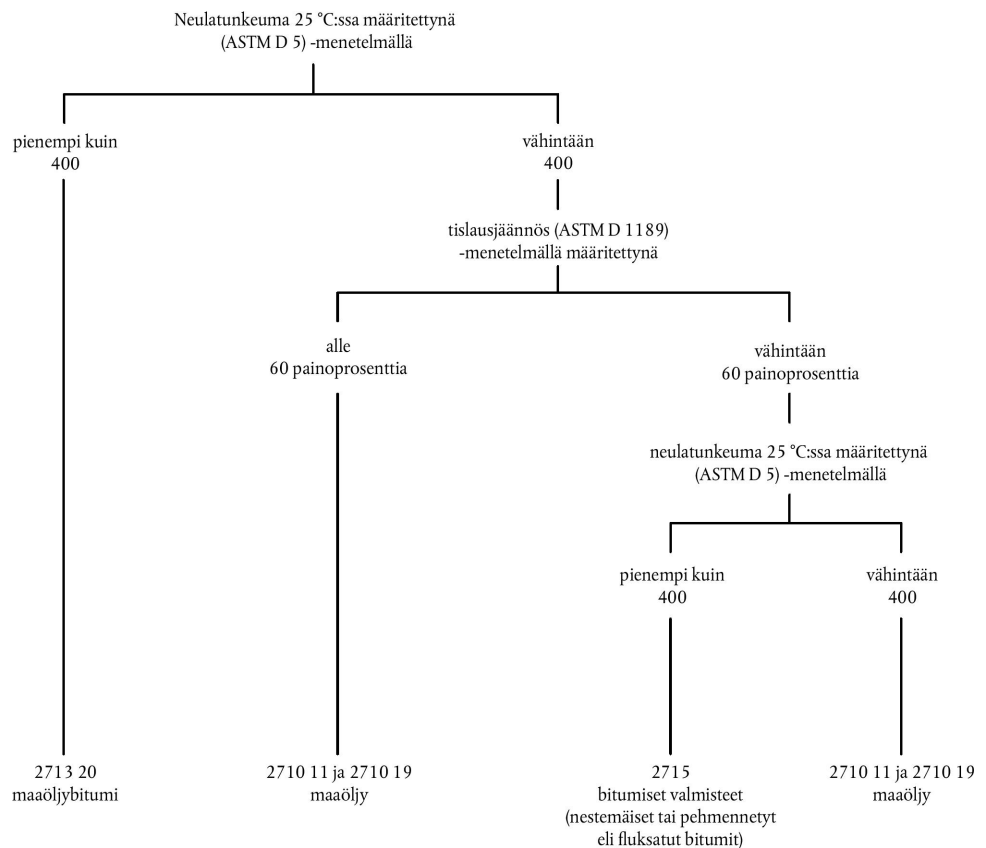 Neulatunkeuma 25 °C:ssa määritettynä
(ASTM D 5) -menetelmällä
pienempi kuin
400
vähintään
400
tislausjäännös (ASTM D 1189)
-menetelmällä määritettynä
alle
60 painoprosenttia
vähintään
60 painoprosenttia
neulatunkeuma 25 °C:ssa määritettynä
(ASTM D 5) -menetelmällä
pienempi kuin
400
vähintään
400
2713 20
maaöljybitumi
2710 11 ja 2710 19
maaöljy
2715
bitumiset valmisteet
(nestemäiset tai pehmennetyt
eli fluksatut bitumit)
2710 11 ja 2710 19
maaöljy